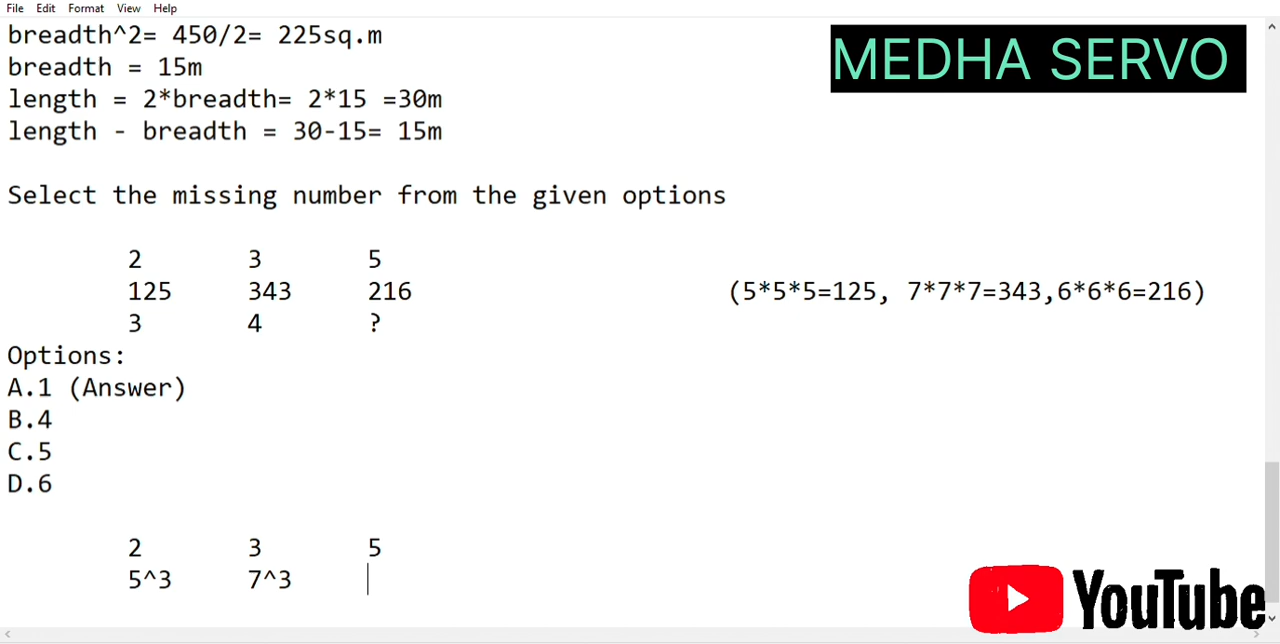 File Edit Format View Help
breadth^2= 450/2= 225sq.m
MEDHA SERVO
breadth = 15m
length = 2*breadth= 2*15 =30m
length - breadth = 30-15= 15m
Select the missing number from the given options
2 3 5
125 343 216 (5*5*5=125, 7*7*7=343,6*6*6=216)
3 4 ?
Options:
A.1 (Answer)
B.4
C.5
D.6
2 3 5
5^3 7^3
YouTube